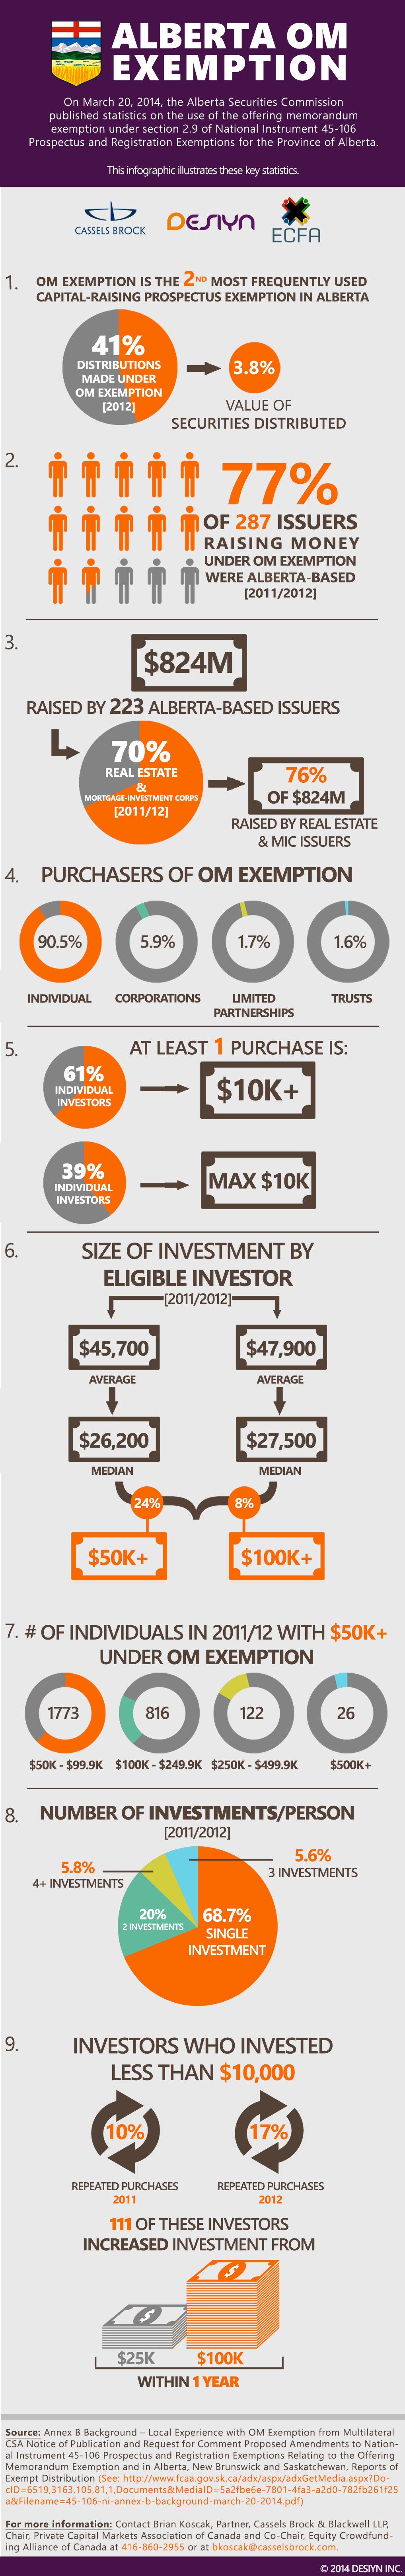 ALBERTA OM
EXEMPTION
On March 20, 2014, the Alberta Securities Commission
published statistics on the use of the offering memorandum
exemption under section 2.9 of National Instrument 45-106
Prospectus and Registration Exemptions for the Province of Alberta.
This infographic illustrates these key statistics.
CASSELS BROCK
DESIYN
ECFA
1. OM EXEMPTION IS THE 2ND MOST FREQUENTLY USED
CAPITAL-RAISING PROSPECTUS EXEMPTION IN ALBERTA
41%
DISTRIBUTIONS
MADE UNDER
OM EXEMPTION
[2012]
3.8%
VALUE OF
SECURITIES DISTRIBUTED
2.
77%
OF 287 ISSUERS
RAISING MONEY
UNDER OM EXEMPTION
WERE ALBERTA-BASED
[2011/2012]
3.
$824M
RAISED BY 223 ALBERTA-BASED ISSUERS
70%
REAL ESTATE
&
MORTGAGE-INVESTMENT CORPS
[2011/12]
76%
OF $824M
RAISED BY REAL ESTATE
& MIC ISSUERS
4. PURCHASERS OF OM EXEMPTION
90.5% 5.9% 1.7% 1.6%
INDIVIDUAL CORPORATIONS LIMITED TRUSTS
PARTNERSHIPS
5. AT LEAST 1 PURCHASE IS:
61%
INDIVIDUAL
INVESTORS
$10K+
39%
INDIVIDUAL
INVESTORS
MAX $10K
6. SIZE OF INVESTMENT BY
ELIGIBLE INVESTOR
[2011/2012]
$45,700 $47,900
AVERAGE AVERAGE
$26,200 $27,500
MEDIAN MEDIAN
24% 8%
$50K+ $100K+
7. # OF INDIVIDUALS IN 2011/12 WITH $50K+
UNDER OM EXEMPTION
1773 816 122 26
$50K - $99.9K $100K - $249.9K $250K - $499.9K $500K+
8. NUMBER OF INVESTMENTS/PERSON
[2011/2012]
5.6%
3 INVESTMENTS
5.8%
4+ INVESTMENTS
20%
2 INVESTMENTS
68.7%
SINGLE
INVESTMENT
9. INVESTORS WHO INVESTED
LESS THAN $10,000
10% 17%
REPEATED PURCHASES REPEATED PURCHASES
2011 2012
111 OF THESE INVESTORS
INCREASED INVESTMENT FROM
$ $
$25K $100K
WITHIN 1 YEAR
Source: Annex B Background – Local Experience with OM Exemption from Multilateral
CSA Notice of Publication and Request for Comment Proposed Amendments to Nation-
al Instrument 45-106 Prospectus and Registration Exemptions Relating to the Offering
Memorandum Exemption and in Alberta, New Brunswick and Saskatchewan, Reports of
Exempt Distribution (See: http://www.fcaa.gov.sk.ca/adx/aspx/adxGetMedia.aspx?Do-
cID=6519,3163,105,81,1,Documents&MediaID=5a2fbe6e-7801-4fa3-a2d0-782fb261f25
a&Filename=45-106-ni-annex-b-background-march-20-2014.pdf)
For more information: Contact Brian Koscak, Partner, Cassels Brock & Blackwell LLP,
Chair, Private Capital Markets Association of Canada and Co-Chair, Equity Crowdfund-
ing Alliance of Canada at 416-860-2955 or at bkoscak@casselsbrock.com.
© 2014 DESIYN INC.